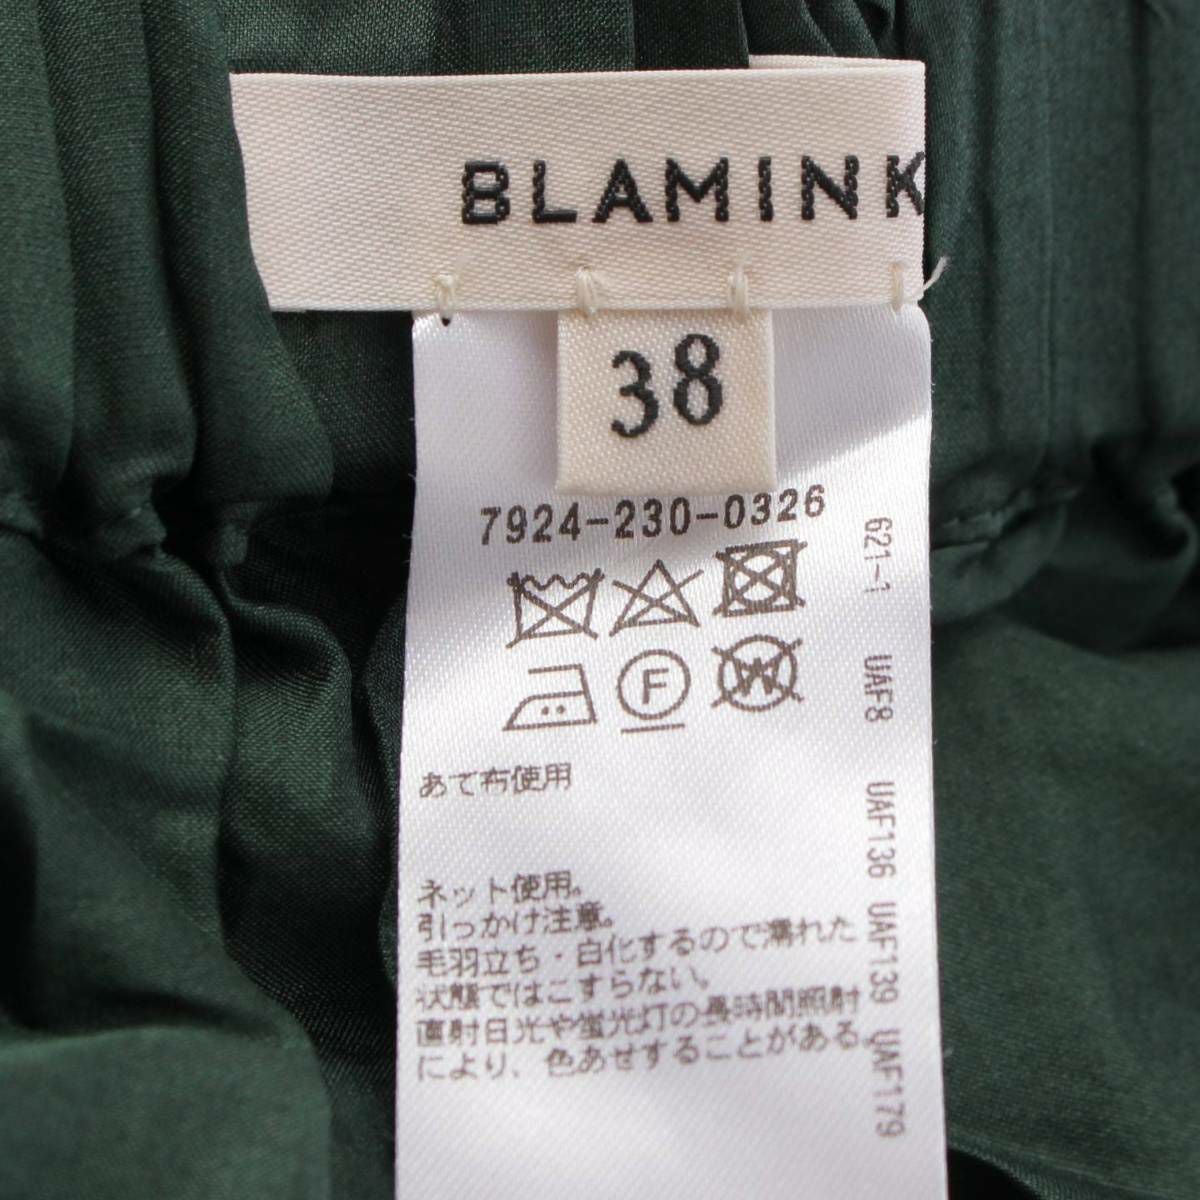 BLAMINK
38
7924-230-0326
F
W
あて布使用
ネット使用。
引っかけ注意。
毛羽立ち・白化するので濡れた
状態ではこすらない。
直射日光や蛍光灯の長時間照射
により、色あせすることがある。
621-1 UAF8 UAF136 UAF139 UAF179